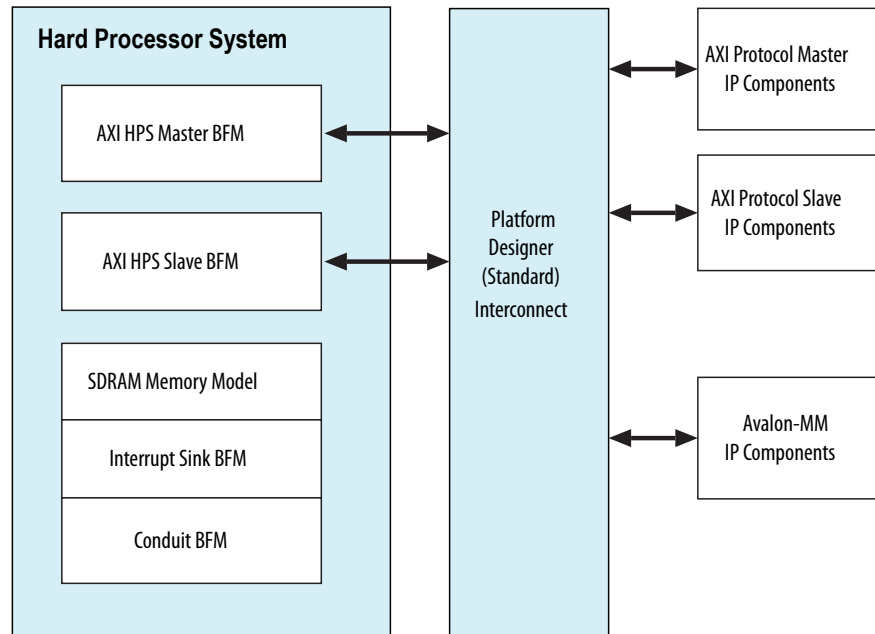 Hard Processor System
AXI HPS Master BFM
AXI HPS Slave BFM
SDRAM Memory Model
Interrupt Sink BFM
Conduit BFM
Platform
Designer
(Standard)
Interconnect
AXI Protocol Master
IP Components
AXI Protocol Slave
IP Components
Avalon-MM
IP Components